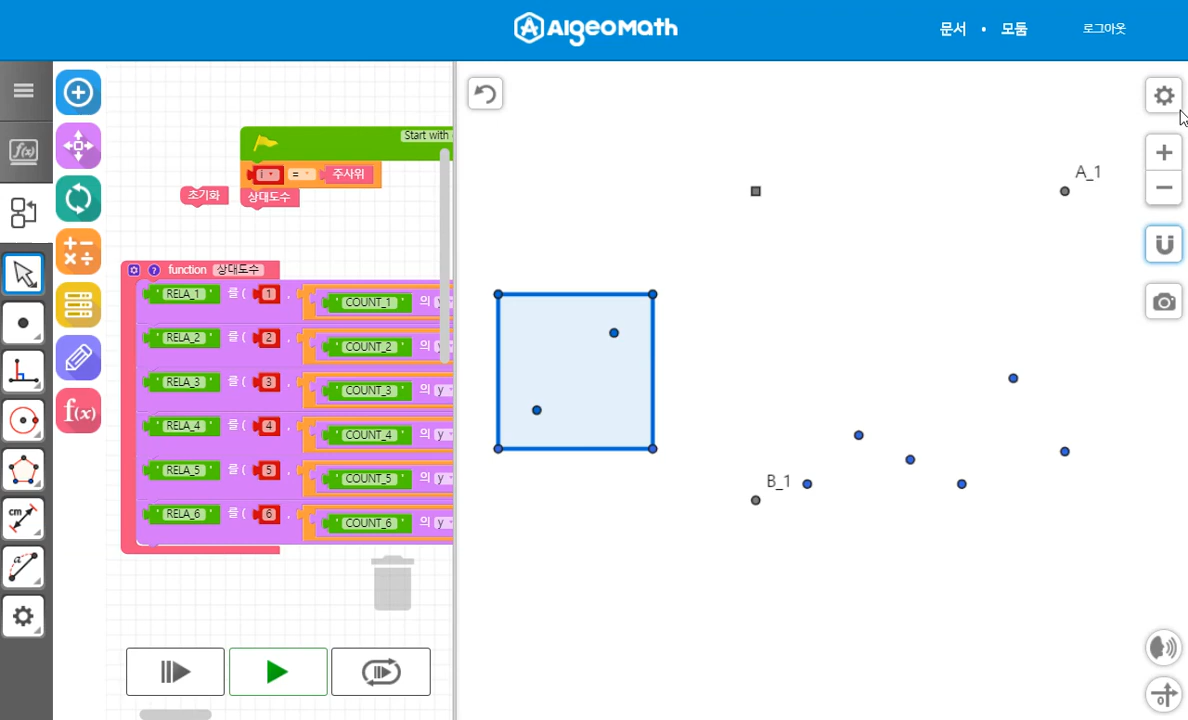 AlgeoMath
문서 • 모둠
로그아웃
f(x)
Start with
i = 주사위
초기화
상대도수
function 상대도수
' RELA_1 ' 를 ( 1 , ' COUNT_1 ' 의
' RELA_2 ' 를 ( 2 , ' COUNT_2 ' 의
' RELA_3 ' 를 ( 3 , ' COUNT_3 ' 의 y
' RELA_4 ' 를 ( 4 , ' COUNT_4 ' 의 y
' RELA_5 ' 를 ( 5 , ' COUNT_5 ' 의 y
' RELA_6 ' 를 ( 6 , ' COUNT_6 ' 의 y
f(x)
cm
a
A_1
B_1